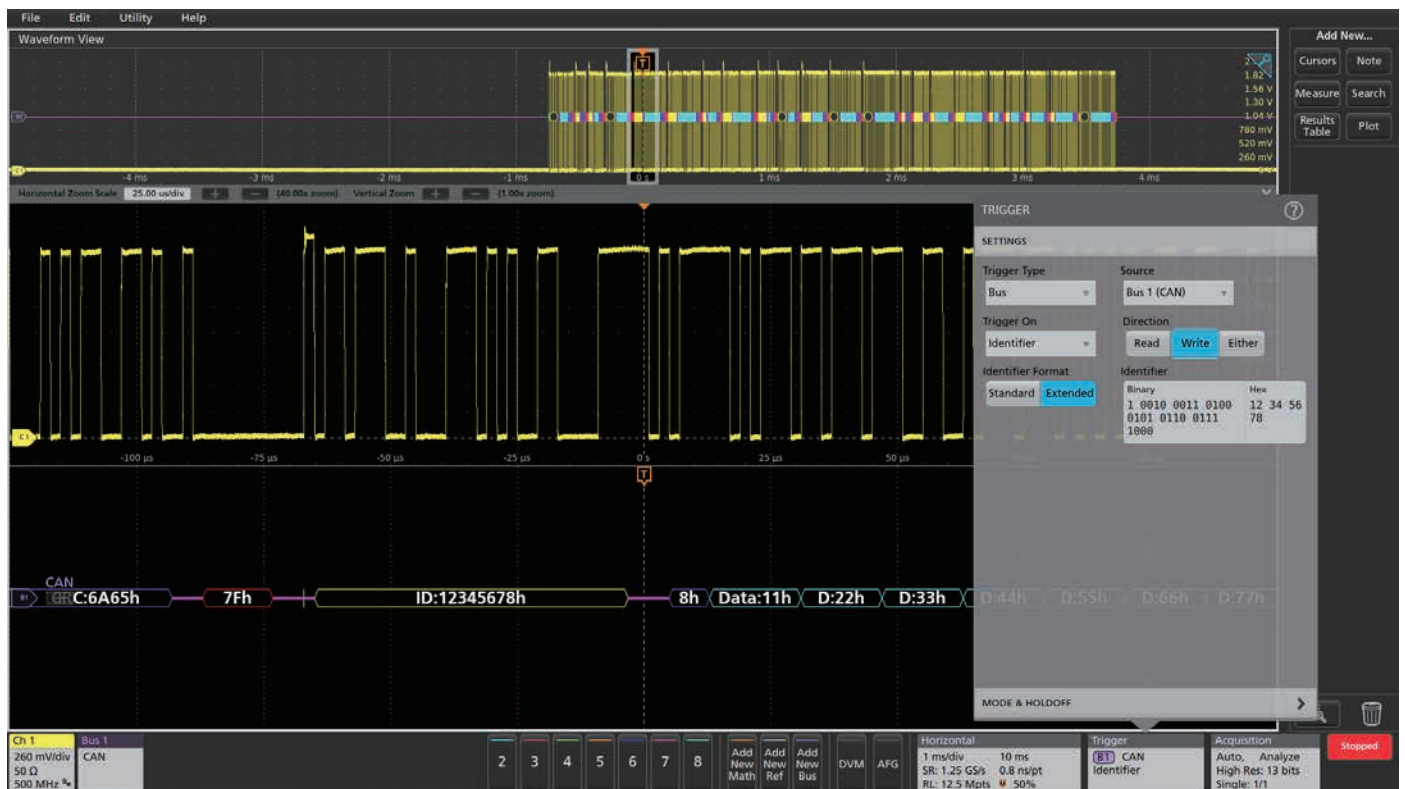 File Edit Utility Help
Waveform View
Add New...
Cursors Note
Measure Search
Results Table Plot
T
1.82
1.56 V
1.30 V
1.04 V
780 mV
520 mV
260 mV
C1
-4 ms -3 ms -2 ms -1 ms 0 s 1 ms 2 ms 3 ms 4 ms
Horizontal Zoom Scale 25.00 us/div + - (40.00x zoom) Vertical Zoom + - (1.00x zoom)
TRIGGER ?
SETTINGS
Trigger Type Source
Bus Bus 1 (CAN)
Trigger On Direction
Identifier Read Write Either
Identifier Format Identifier
Standard Extended
Binary Hex
1 0010 0011 0100 12 34 56
0101 0110 0111 78
1000
C1
-100 µs -75 µs -50 µs -25 µs 0 s 25 µs 50 µs
T
CAN
B1 C:6A65h 7Fh ID:12345678h 8h Data:11h D:22h D:33h D:44h D:55h D:66h D:77h
MODE & HOLDOFF
Ch 1
260 mV/div
50 Ω
500 MHz
Bus 1
CAN
2 3 4 5 6 7 8
Add New Math
Add New Ref
Add New Bus
DVM AFG
Horizontal
1 ms/div 10 ms
SR: 1.25 GS/s 0.8 ns/pt
RL: 12.5 Mpts 50%
Trigger
B1 CAN
Identifier
Acquisition
Auto, Analyze
High Res: 13 bits
Single: 1/1
Stopped